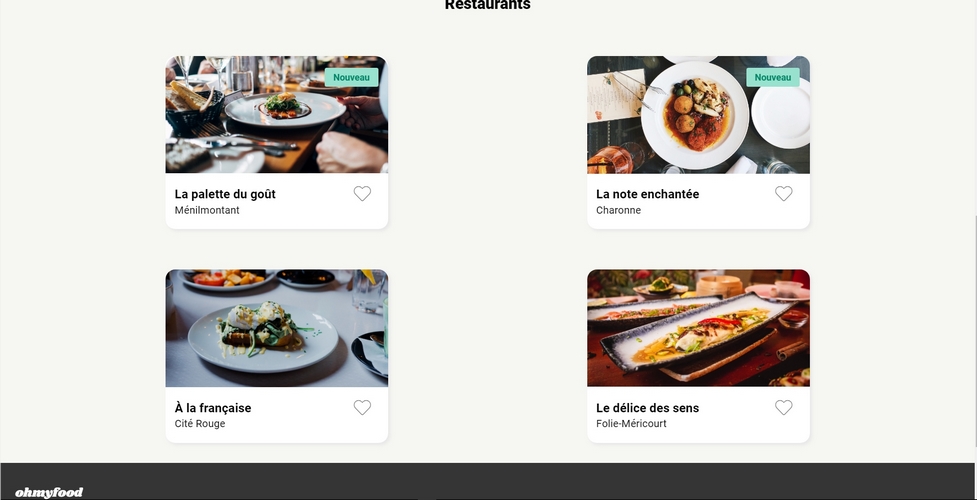 Restaurants
Nouveau
La palette du goût
Ménilmontant
Nouveau
La note enchantée
Charonne
À la française
Cité Rouge
Le délice des sens
Folie-Méricourt
ohmyfood